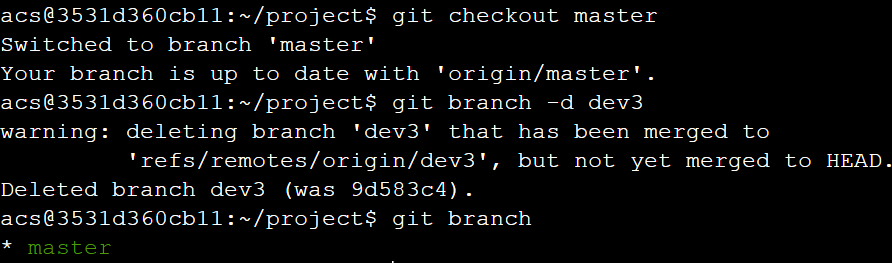 acs@3531d360cb11:~/project$ git checkout master
Switched to branch 'master'
Your branch is up to date with 'origin/master'.
acs@3531d360cb11:~/project$ git branch -d dev3
warning: deleting branch 'dev3' that has been merged to
         'refs/remotes/origin/dev3', but not yet merged to HEAD.
Deleted branch dev3 (was 9d583c4).
acs@3531d360cb11:~/project$ git branch
* master